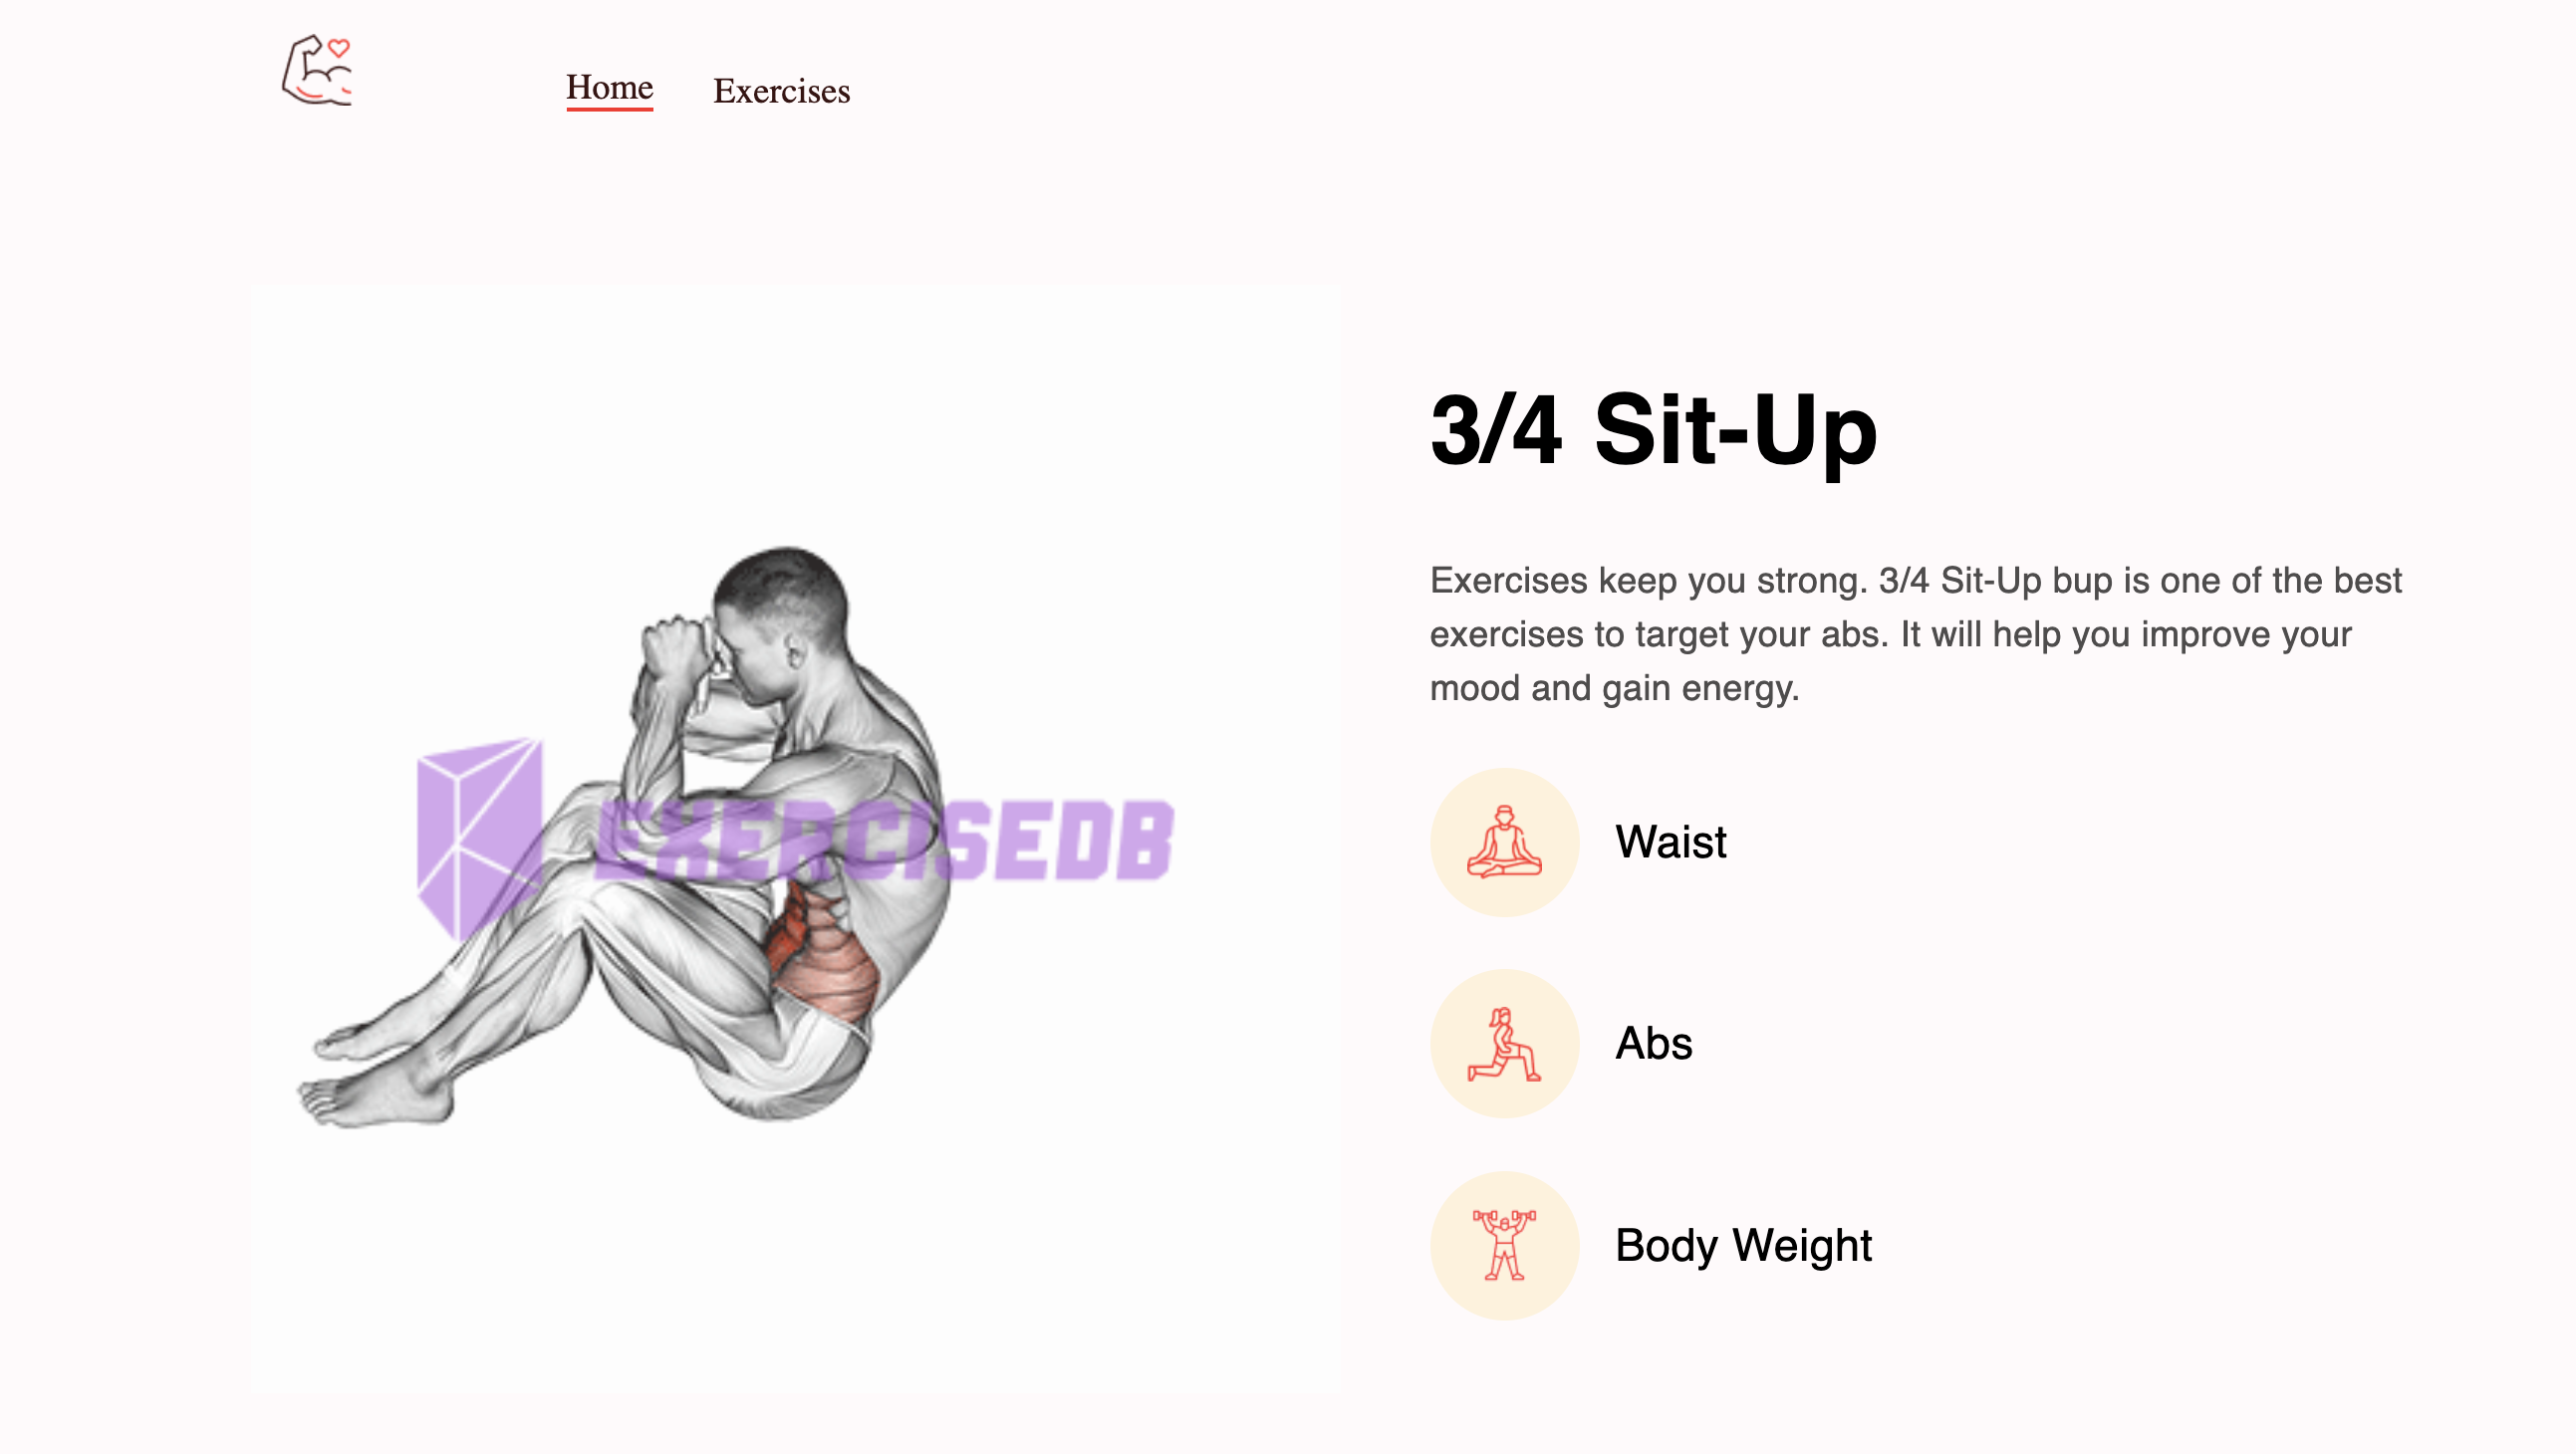 Home Exercises
3/4 Sit-Up
Exercises keep you strong. 3/4 Sit-Up bup is one of the best
exercises to target your abs. It will help you improve your
mood and gain energy.
EXERCISEDB
Waist
Abs
Body Weight